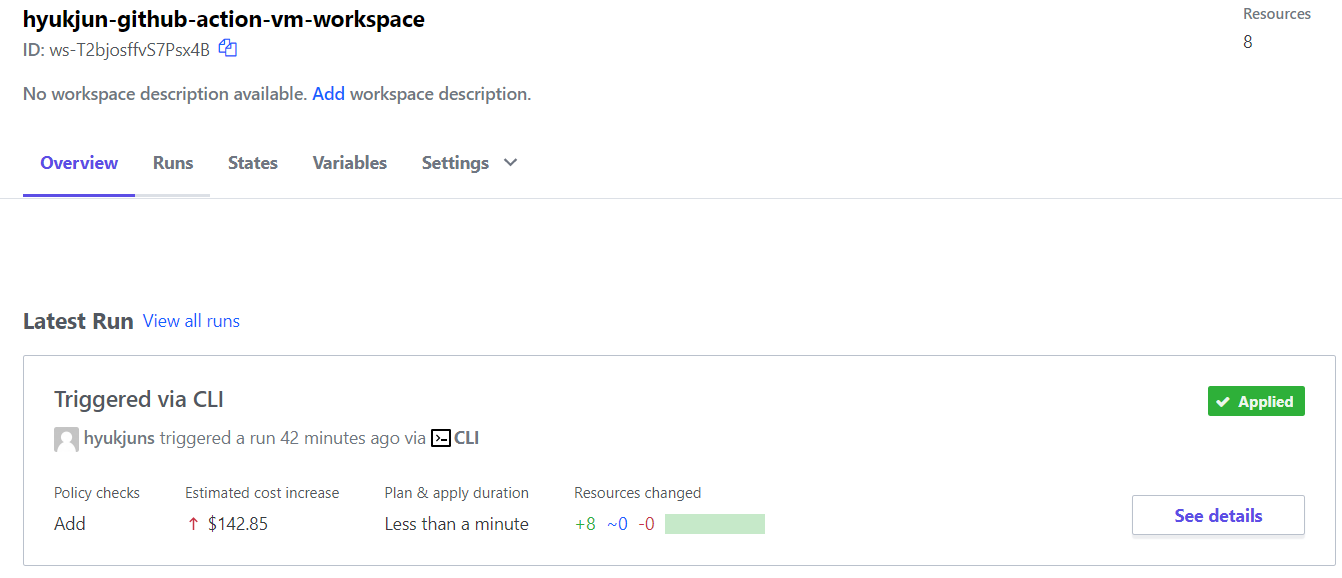 hyukjun-github-action-vm-workspace
Resources
ID: ws-T2bjosffvS7Psx4B
8
No workspace description available. Add workspace description.
Overview Runs States Variables Settings
Latest Run View all runs
Triggered via CLI
Applied
hyukjuns triggered a run 42 minutes ago via CLI
Policy checks Estimated cost increase Plan & apply duration Resources changed
Add ↑ $142.85 Less than a minute +8 ~0 -0
See details